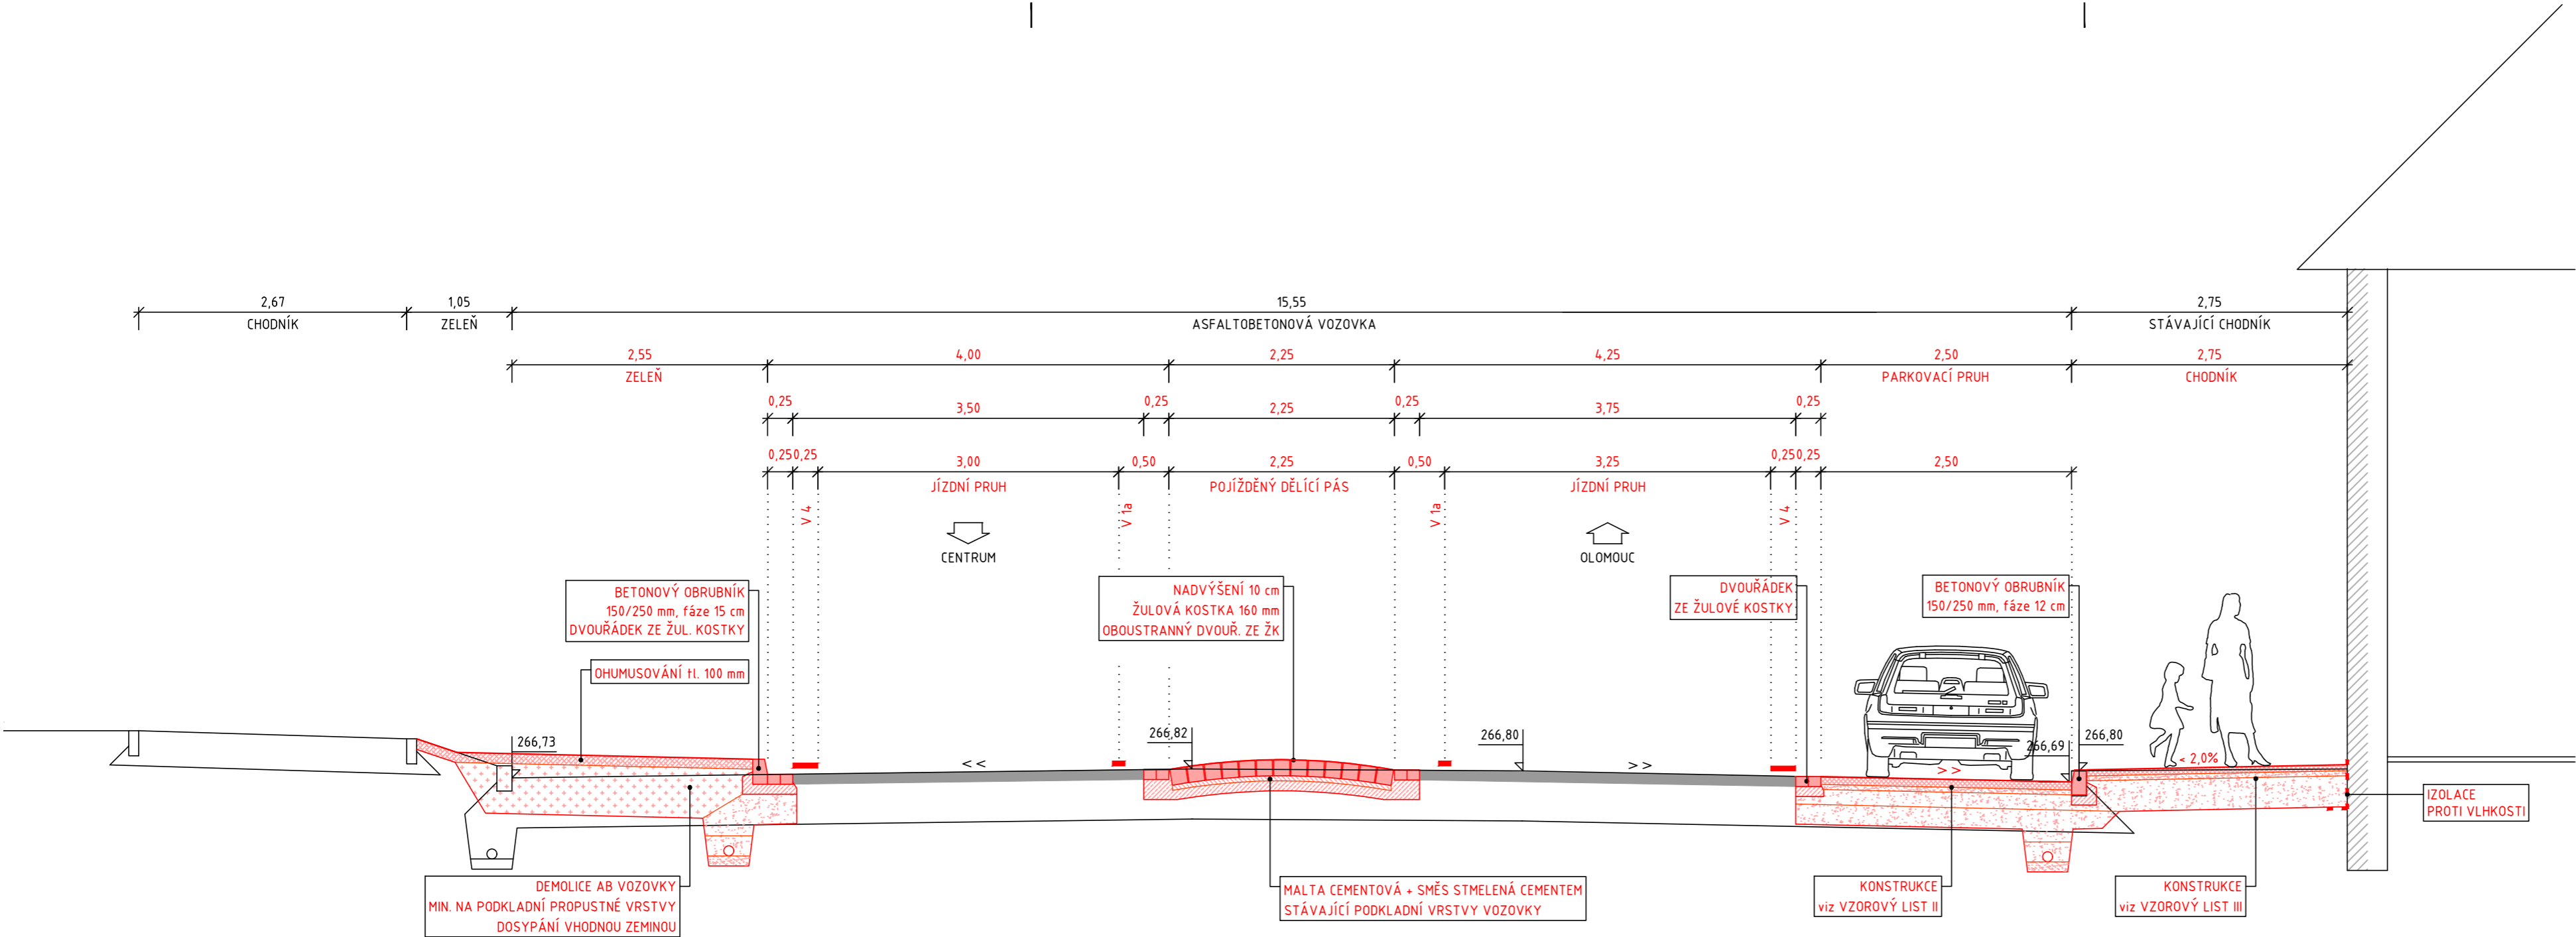 2,67
1,05
15,55
2,75
CHODNÍK
ZELEŇ
ASFALTOBETONOVÁ VOZOVKA
STÁVAJÍCÍ CHODNÍK
2,55
4,00
2,25
4,25
2,50
2,75
ZELEŇ
PARKOVACÍ PRUH
CHODNÍK
0,25
3,50
0,25
2,25
0,25
3,75
0,25
0,25
0,25
3,00
0,50
2,25
0,50
3,25
0,25
0,25
2,50
JÍZDNÍ PRUH
POJÍŽDĚNÝ DĚLÍCÍ PÁS
JÍZDNÍ PRUH
V 4
V 1a
V 1a
V 4
CENTRUM
OLOMOUC
BETONOVÝ OBRUBNÍK
150/250 mm, fáze 15 cm
DVOUŘÁDEK ZE ŽUL. KOSTKY
NADVÝŠENÍ 10 cm
ŽULOVÁ KOSTKA 160 mm
OBOUSTRANNÝ DVOUŘ. ZE ŽK
DVOUŘÁDEK
ZE ŽULOVÉ KOSTKY
BETONOVÝ OBRUBNÍK
150/250 mm, fáze 12 cm
OHUMUSOVÁNÍ tl. 100 mm
266,73
266,82
266,80
266,69
266,80
<<
>>
>>
< 2,0%
IZOLACE
PROTI VLHKOSTI
DEMOLICE AB VOZOVKY
MIN. NA PODKLADNÍ PROPUSTNÉ VRSTVY
DOSYPÁNÍ VHODNOU ZEMINOU
MALTA CEMENTOVÁ + SMĚS STMELENÁ CEMENTEM
STÁVAJÍCÍ PODKLADNÍ VRSTVY VOZOVKY
KONSTRUKCE
viz VZOROVÝ LIST II
KONSTRUKCE
viz VZOROVÝ LIST III